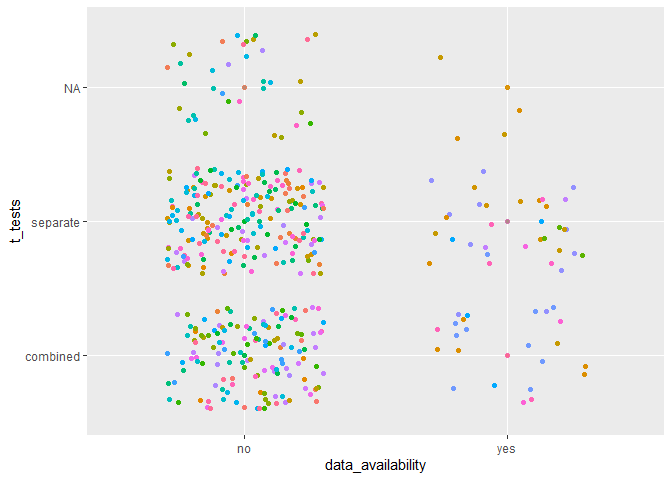 NA
separate
combined
t_tests
no
yes
data_availability